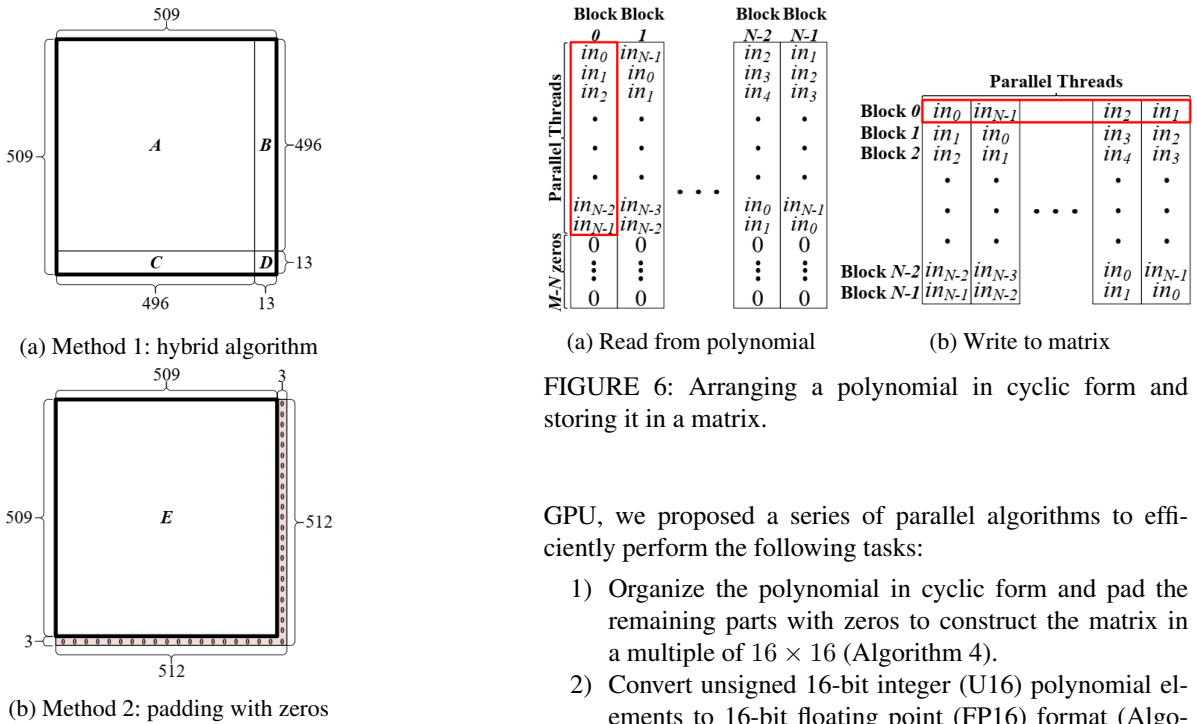 509
509
A
B
496
C
D
13
496
13
(a) Method 1: hybrid algorithm
509
3
509
E
512
3
512
(b) Method 2: padding with zeros
Block Block
0 1
Block Block
N-2 N-1
Parallel Threads
in0 inN-1
in1 in0
in2 in1
inN-2 inN-3
inN-1 inN-2
in2 in1
in3 in2
in4 in3
in0 inN-1
in1 in0
M-N zeros
0 0
0 0
0 0
0 0
(a) Read from polynomial
Parallel Threads
Block 0 in0 inN-1 in2 in1
Block 1 in1 in0 in3 in2
Block 2 in2 in1 in4 in3
Block N-2 inN-2 inN-3 in0 inN-1
Block N-1 inN-1 inN-2 in1 in0
(b) Write to matrix
FIGURE 6: Arranging a polynomial in cyclic form and
storing it in a matrix.
GPU, we proposed a series of parallel algorithms to effi-
ciently perform the following tasks:
1) Organize the polynomial in cyclic form and pad the
remaining parts with zeros to construct the matrix in
a multiple of 16 × 16 (Algorithm 4).
2) Convert unsigned 16-bit integer (U16) polynomial el-
ements to 16-bit floating point (FP16) format (Algo-